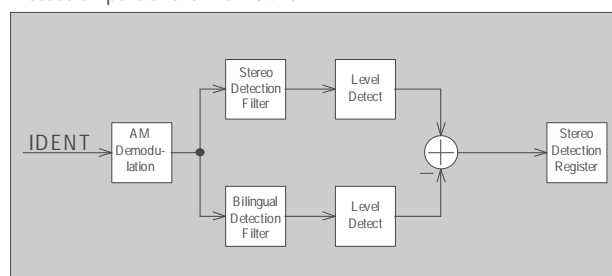 Stereo
Detection
Filter
Level
Detect
IDENT
AM
Demodu-
lation
Stereo
Detection
Register
–
Bilingual
Detection
Filter
Level
Detect